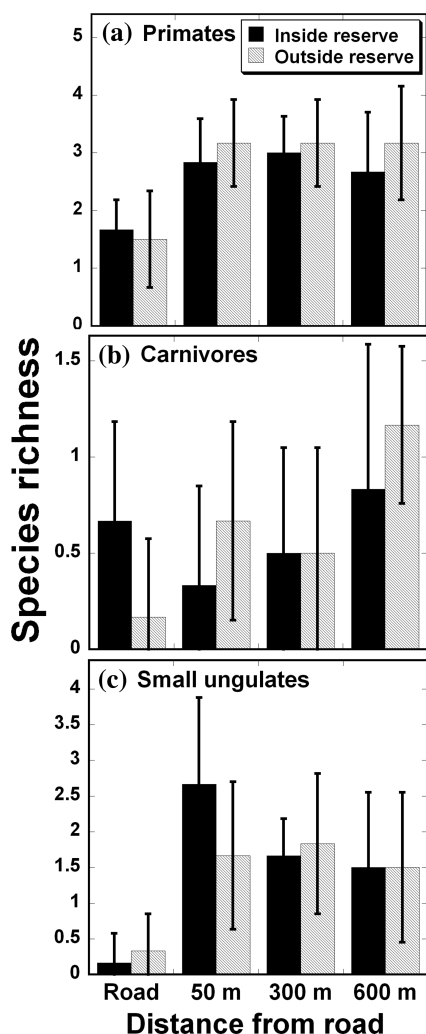 (a) Primates
Inside reserve
Outside reserve
5
4
3
2
1
0
(b) Carnivores
1.5
1
0.5
0
(c) Small ungulates
4
3.5
3
2.5
2
1.5
1
0.5
0
Species richness
Road 50 m 300 m 600 m
Distance from road